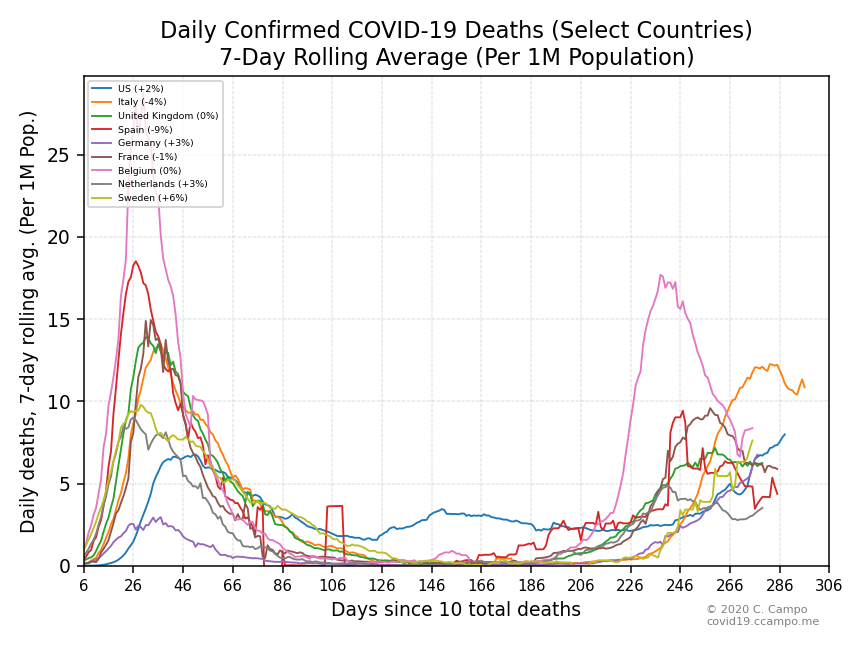 Daily Confirmed COVID-19 Deaths (Select Countries)
7-Day Rolling Average (Per 1M Population)
Daily deaths, 7-day rolling avg. (Per 1M Pop.)
US (+2%)
Italy (-4%)
United Kingdom (0%)
Spain (-9%)
Germany (+3%)
France (-1%)
Belgium (0%)
Netherlands (+3%)
Sweden (+6%)
25
20
15
10
5
0
6 26 46 66 86 106 126 146 166 186 206 226 246 266 286 306
Days since 10 total deaths
© 2020 C. Campo
covid19.ccampo.me